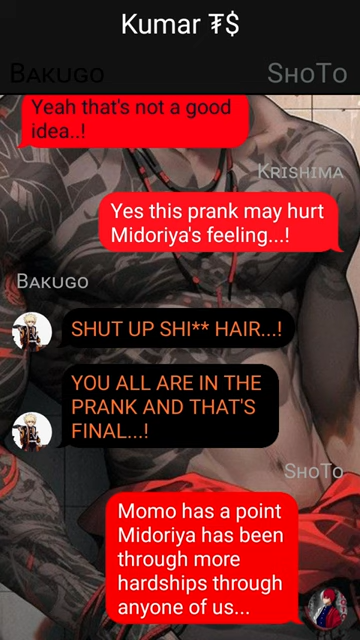 Kumar ₮$
BAKUGO
SHOTO
Yeah that's not a good
idea..!
KRISHIMA
Yes this prank may hurt
Midoriya's feeling...!
BAKUGO
SHUT UP SHI** HAIR...!
YOU ALL ARE IN THE
PRANK AND THAT'S
FINAL...!
SHOTO
Momo has a point
Midoriya has been
through more
hardships through
anyone of us...